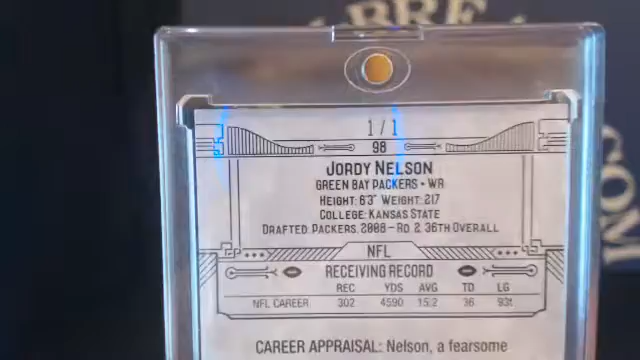 BRE
COM
1/1
98
JORDY NELSON
GREEN BAY PACKERS • WR
HEIGHT: 6'3" WEIGHT: 217
COLLEGE: KANSAS STATE
DRAFTED: PACKERS, 2008 – RD 2, 36TH OVERALL
NFL
RECEIVING RECORD
REC YDS AVG TD LG
NFL CAREER 302 4590 15.2 36 93t
CAREER APPRAISAL: Nelson, a fearsome